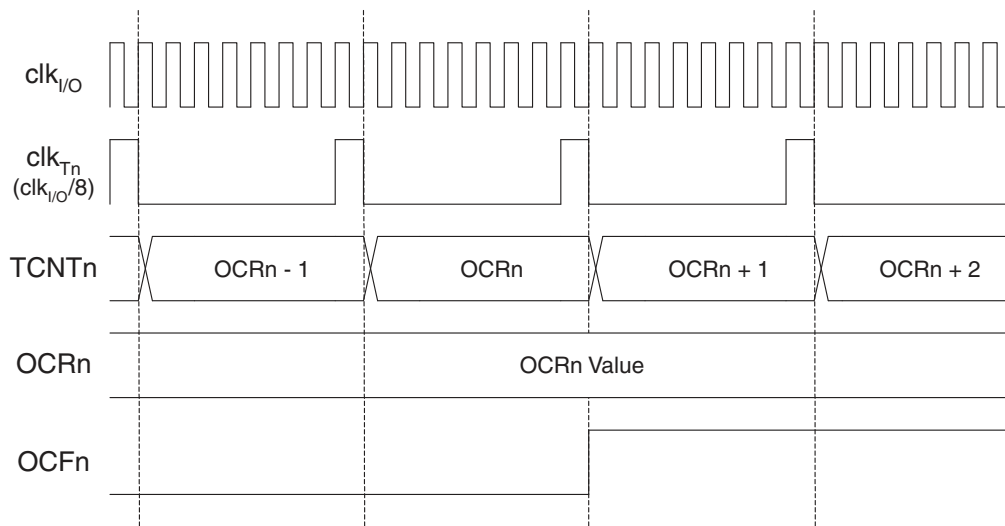 clkI/O
clkTn
(clkI/O/8)
TCNTn
OCRn - 1
OCRn
OCRn + 1
OCRn + 2
OCRn
OCRn Value
OCFn